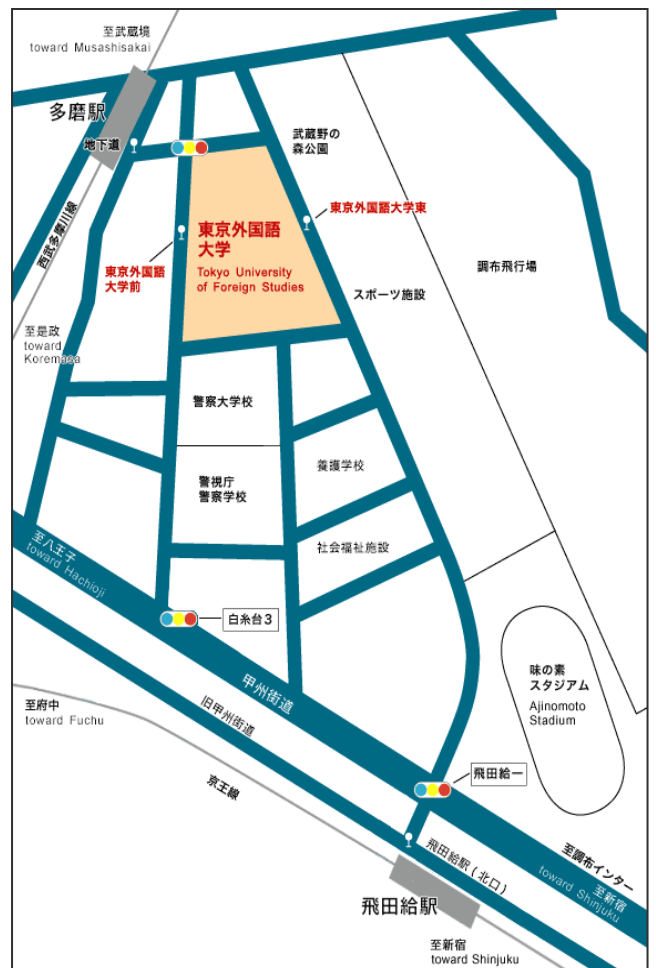 至武蔵境
toward Musashisakai
多磨駅
地下道
武蔵野の
森公園
東京外国語大学東
東京外国語
大学
Tokyo University
of Foreign Studies
東京外国語
大学前
西武多摩川線
調布飛行場
スポーツ施設
至是政
toward
Koremasa
警察大学校
養護学校
警視庁
警察学校
社会福祉施設
至八王子
toward Hachioji
白糸台3
味の素
スタジアム
Ajinomoto
Stadium
甲州街道
至府中
toward Fuchu
旧甲州街道
飛田給一
京王線
飛田給駅(北口)
至調布インター
至新宿
toward Shinjuku
飛田給駅
至新宿
toward Shinjuku